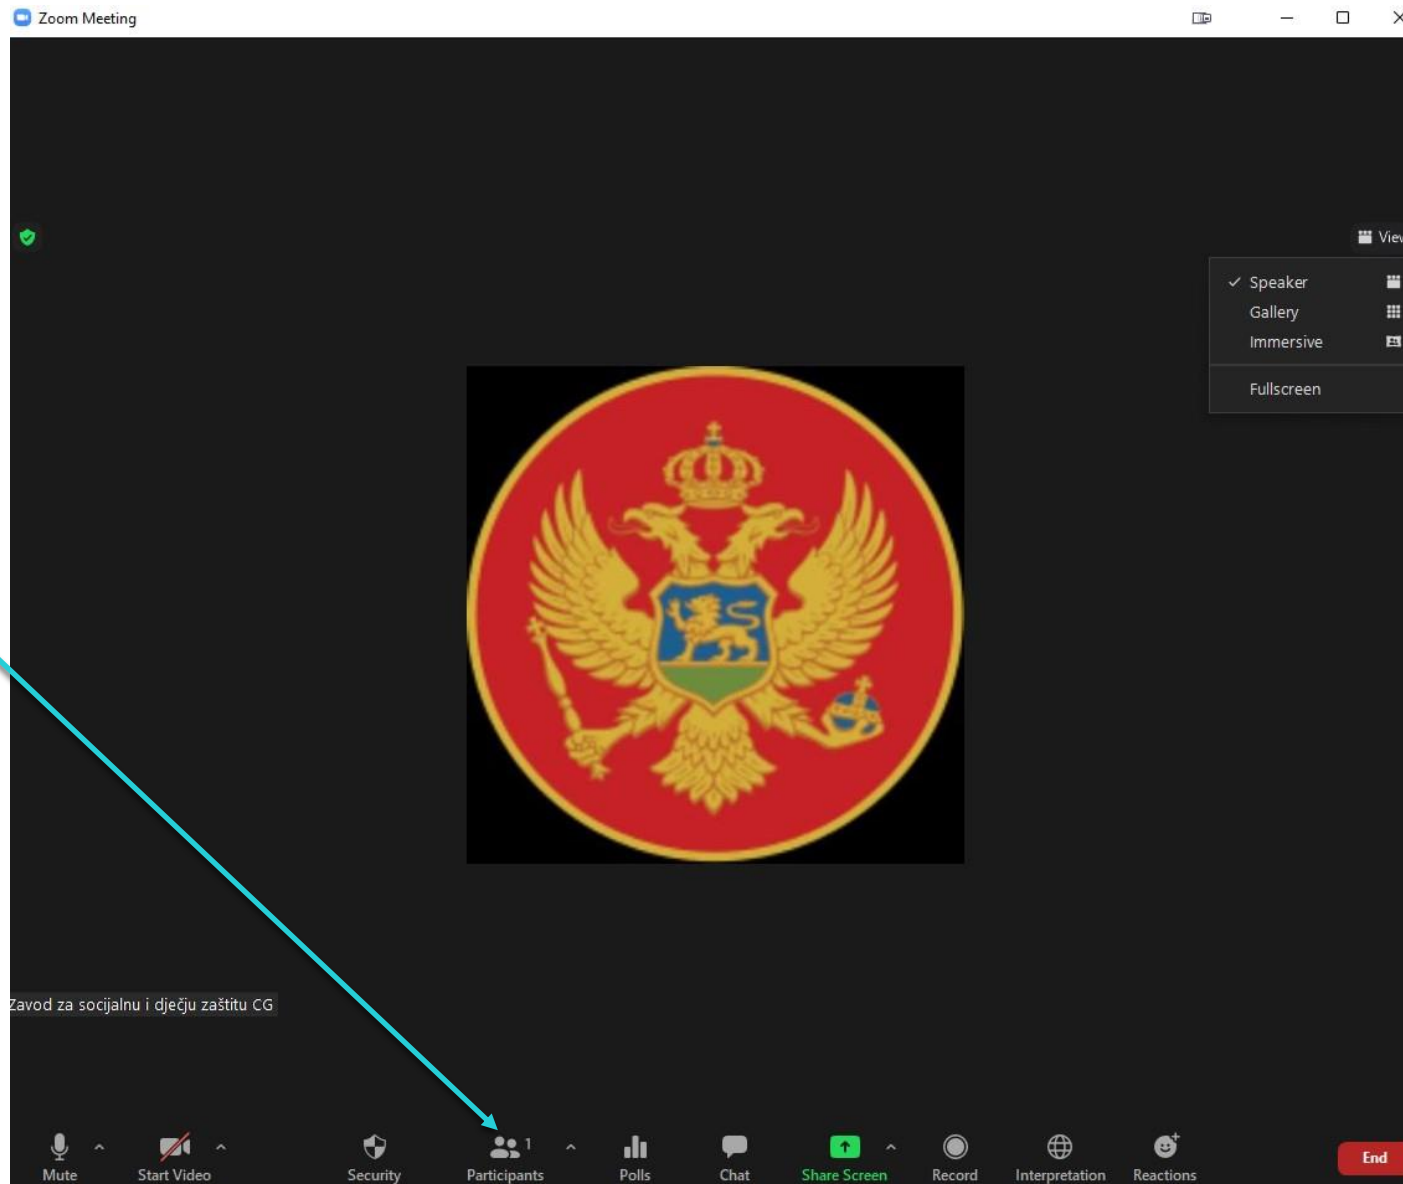 Zoom Meeting
View
Speaker
Gallery
Immersive
Fullscreen
Zavod za socijalnu i dječju zaštitu CG
1
Mute Start Video Security Participants Polls Chat Share Screen Record Interpretation Reactions End